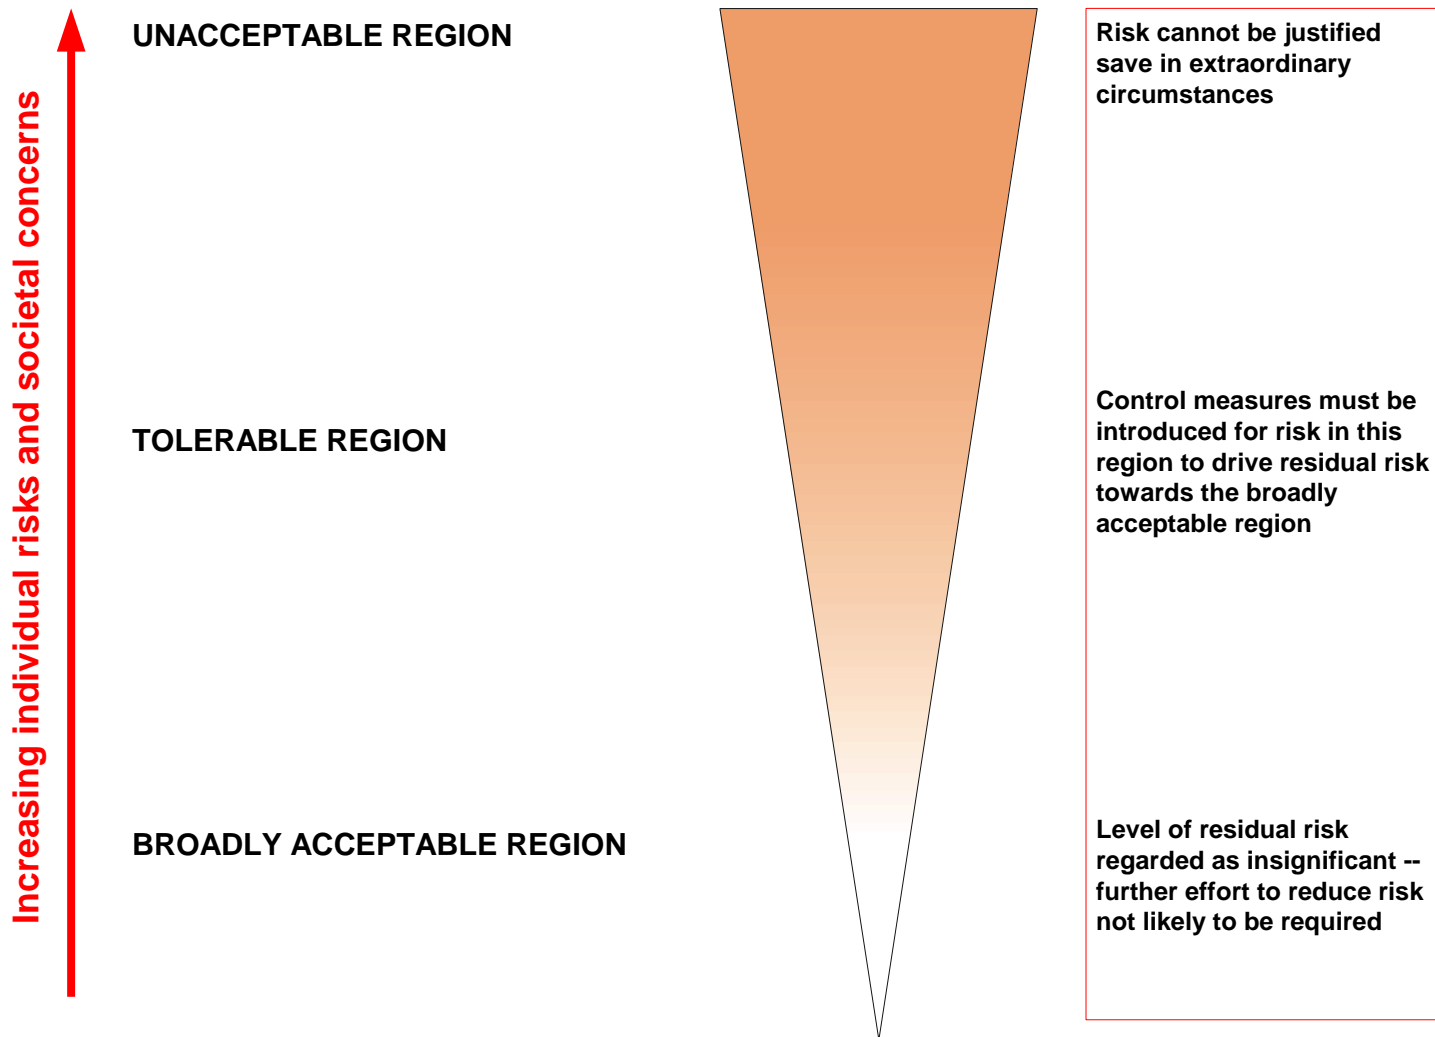 Increasing individual risks and societal concerns
UNACCEPTABLE REGION
Risk cannot be justified
save in extraordinary
circumstances
TOLERABLE REGION
Control measures must be
introduced for risk in this
region to drive residual risk
towards the broadly
acceptable region
BROADLY ACCEPTABLE REGION
Level of residual risk
regarded as insignificant --
further effort to reduce risk
not likely to be required